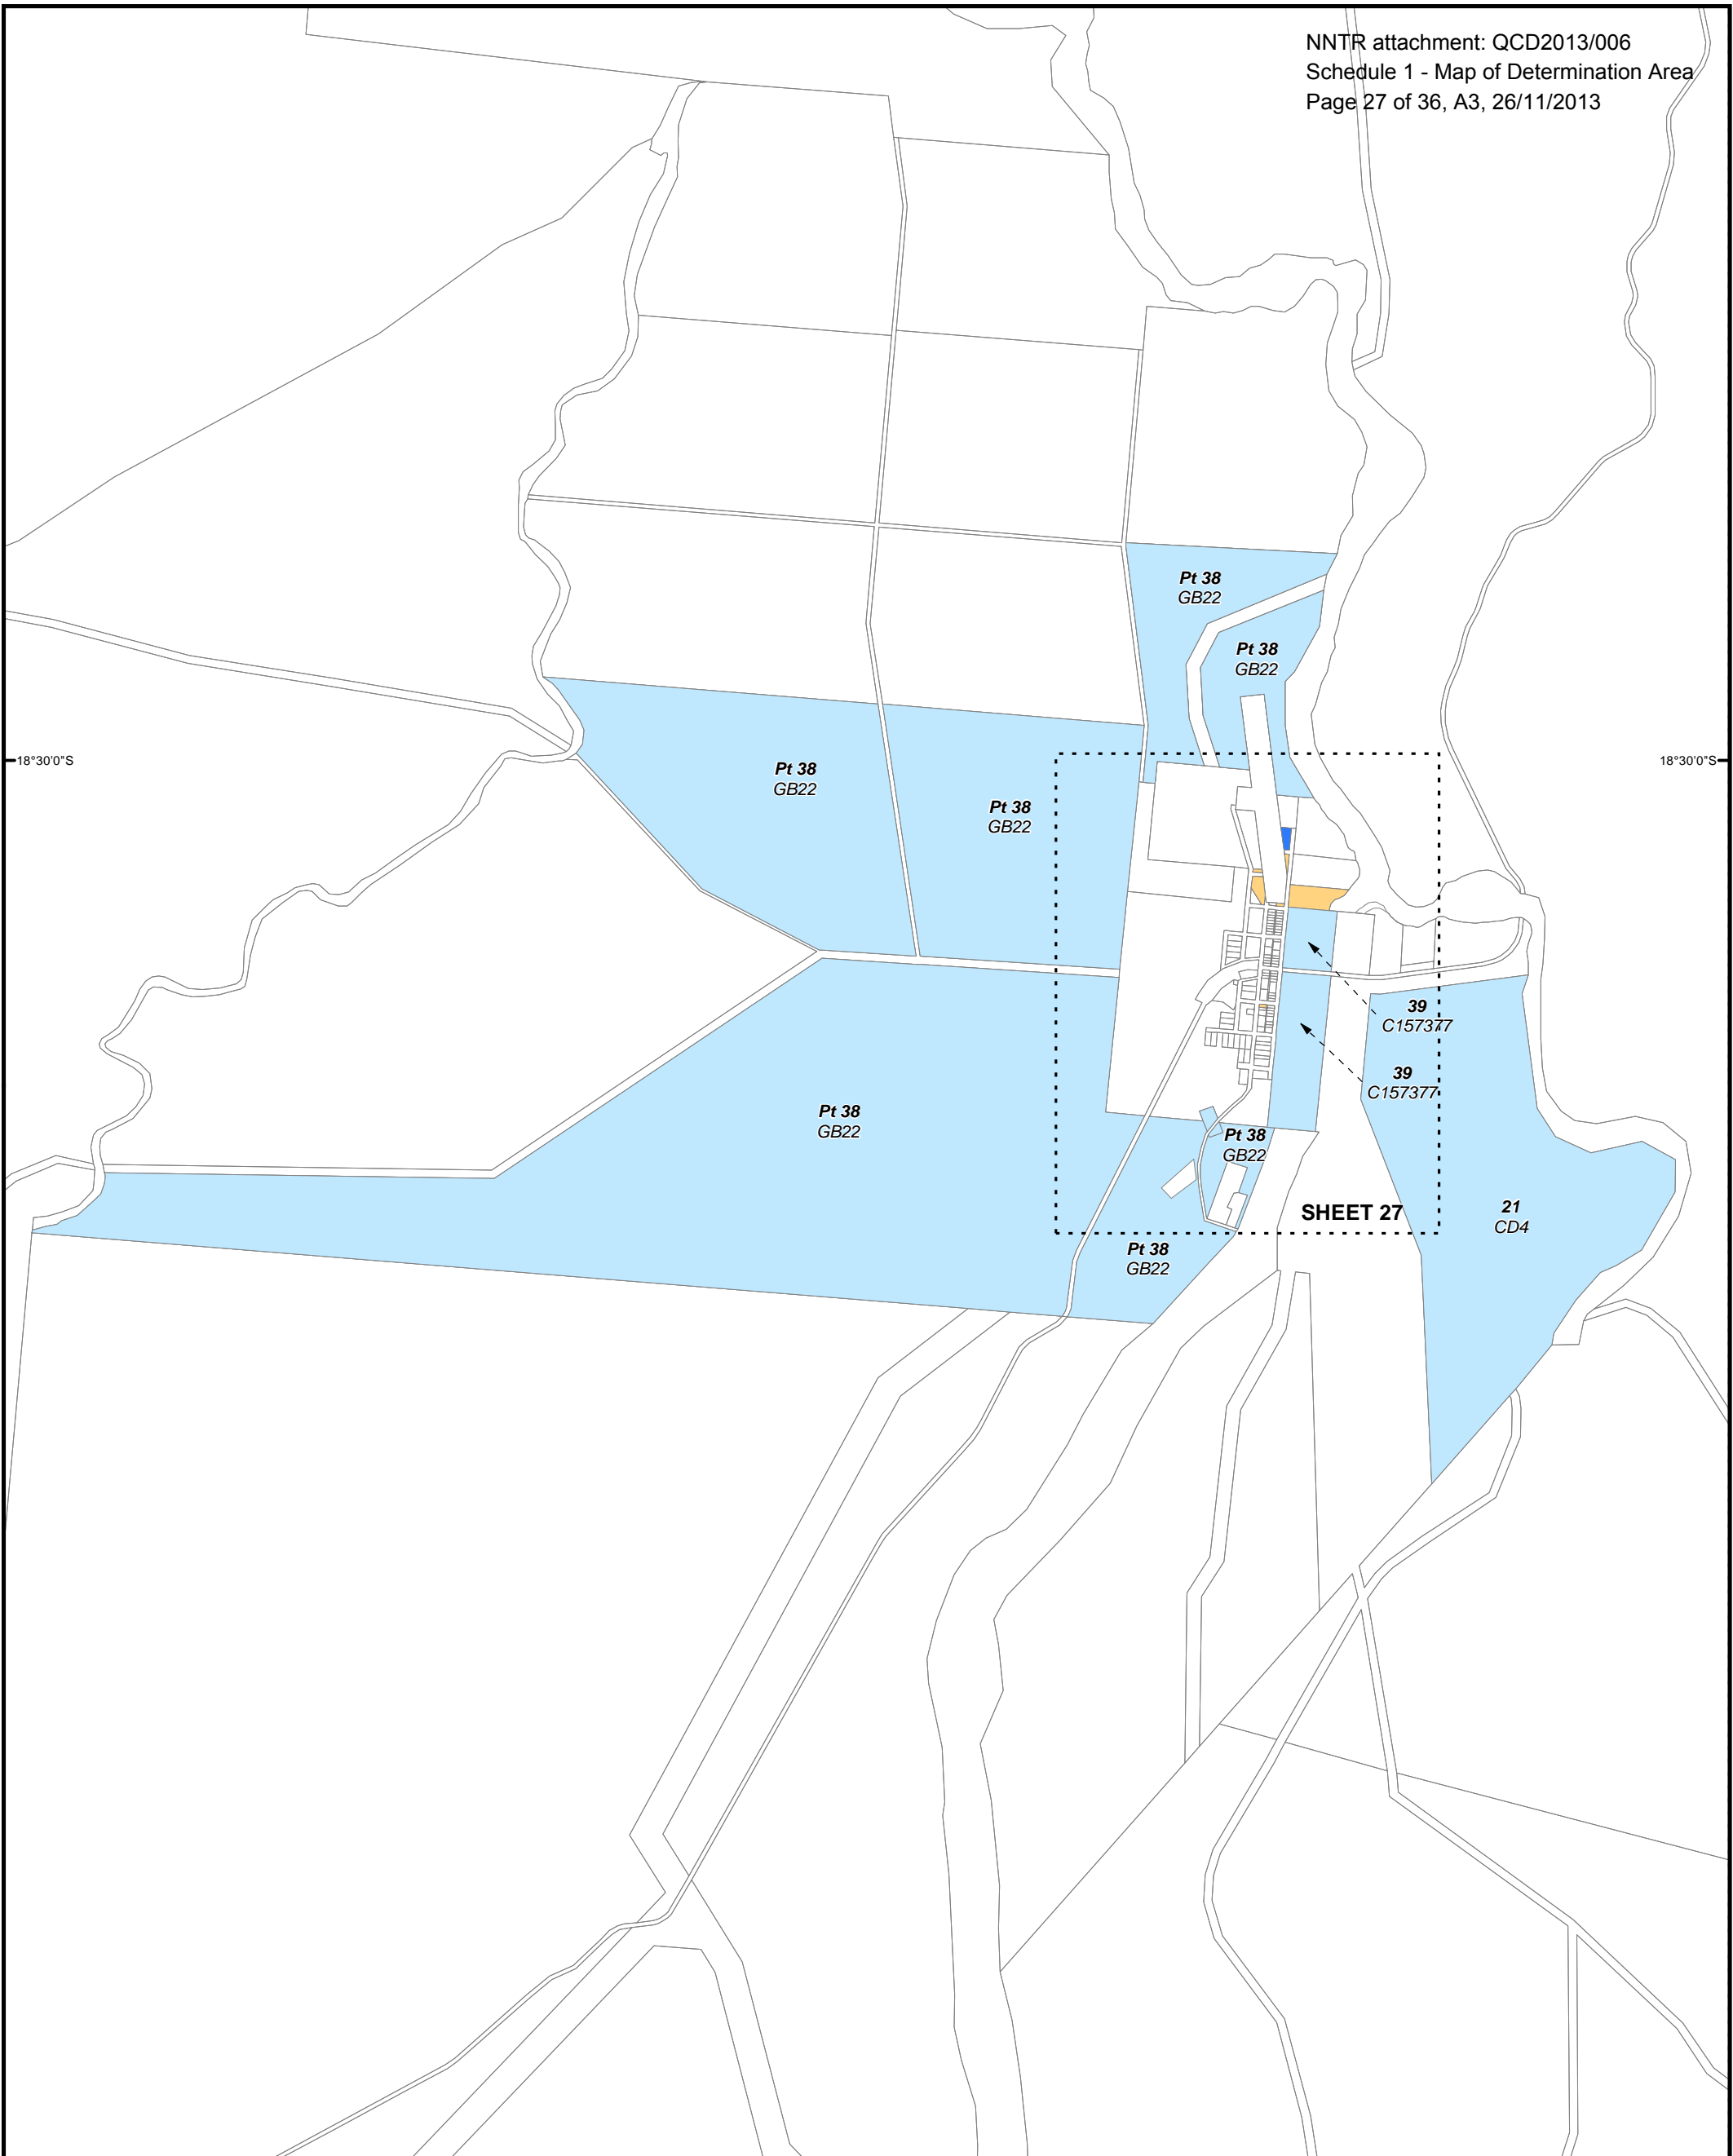 NNTR attachment: QCD2013/006
Schedule 1 - Map of Determination Area
Page 27 of 36, A3, 26/11/2013
Pt 38
GB22
Pt 38
GB22
18°30'0"S
18°30'0"S
Pt 38
GB22
Pt 38
GB22
39
C157377
39
C157377
Pt 38
GB22
Pt 38
GB22
SHEET 27
21
CD4
Pt 38
GB22